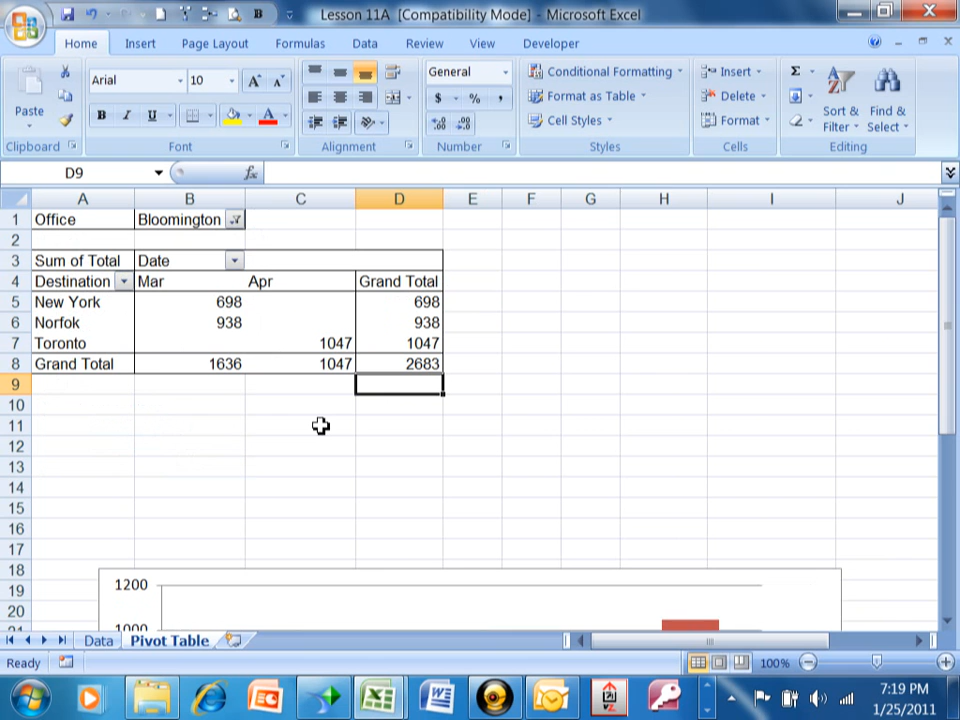 Lesson 11A [Compatibility Mode] - Microsoft Excel
Home Insert Page Layout Formulas Data Review View Developer
Paste
Clipboard
Arial 10
B I U
Font
Alignment
General
$ % ,
Number
Conditional Formatting
Format as Table
Cell Styles
Styles
Insert
Delete
Format
Cells
Σ
Sort & Filter
Find & Select
Editing
D9 fx
A B C D E F G H I J
1 Office Bloomington
2
3 Sum of Total Date
4 Destination Mar Apr Grand Total
5 New York 698 698
6 Norfok 938 938
7 Toronto 1047 1047
8 Grand Total 1636 1047 2683
9
10
11
12
13
14
15
16
17
18
19 1200
20
Data Pivot Table
Ready 100%
7:19 PM
1/25/2011